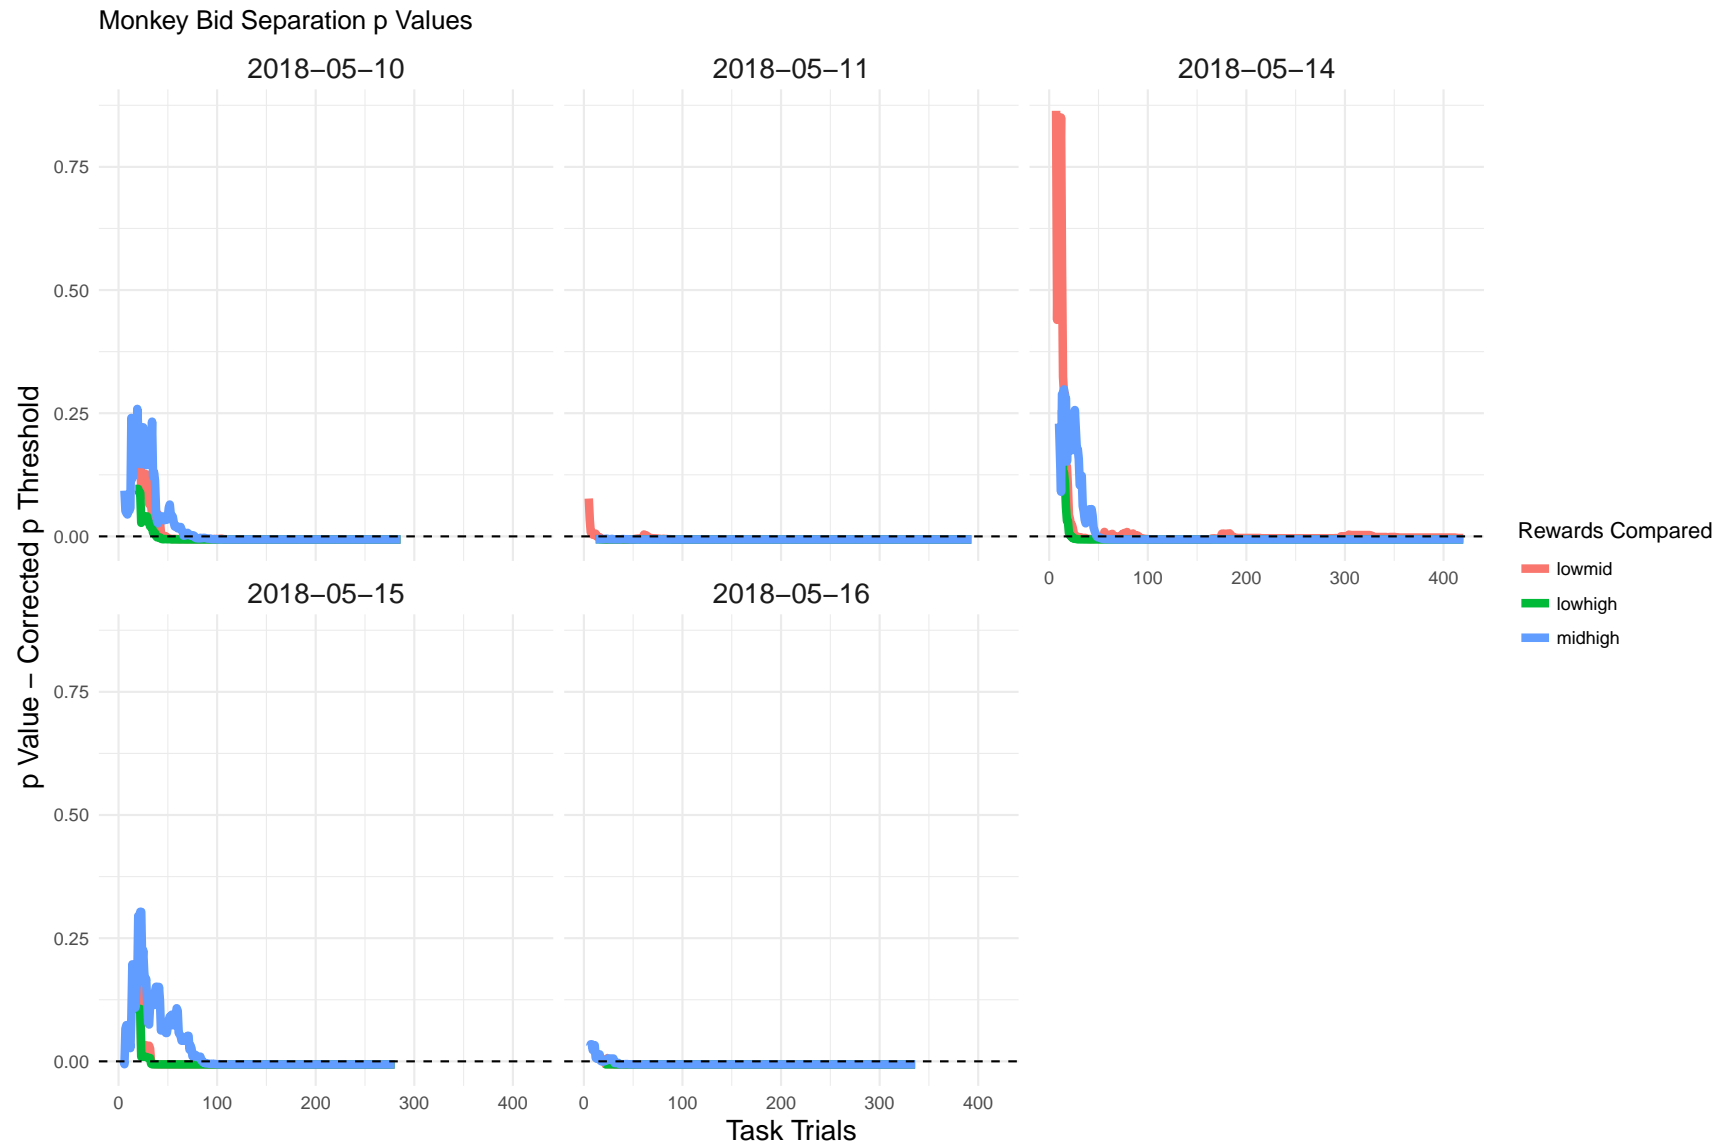 Monkey Bid Separation p Values
2018−05−10
2018−05−11
2018−05−14
0.75
0.50
0.25
0.00
0 100 200 300 400
2018−05−15
2018−05−16
0.75
0.50
0.25
0.00
0 100 200 300 400
0 100 200 300 400
p Value − Corrected p Threshold
Task Trials
Rewards Compared
lowmid
lowhigh
midhigh